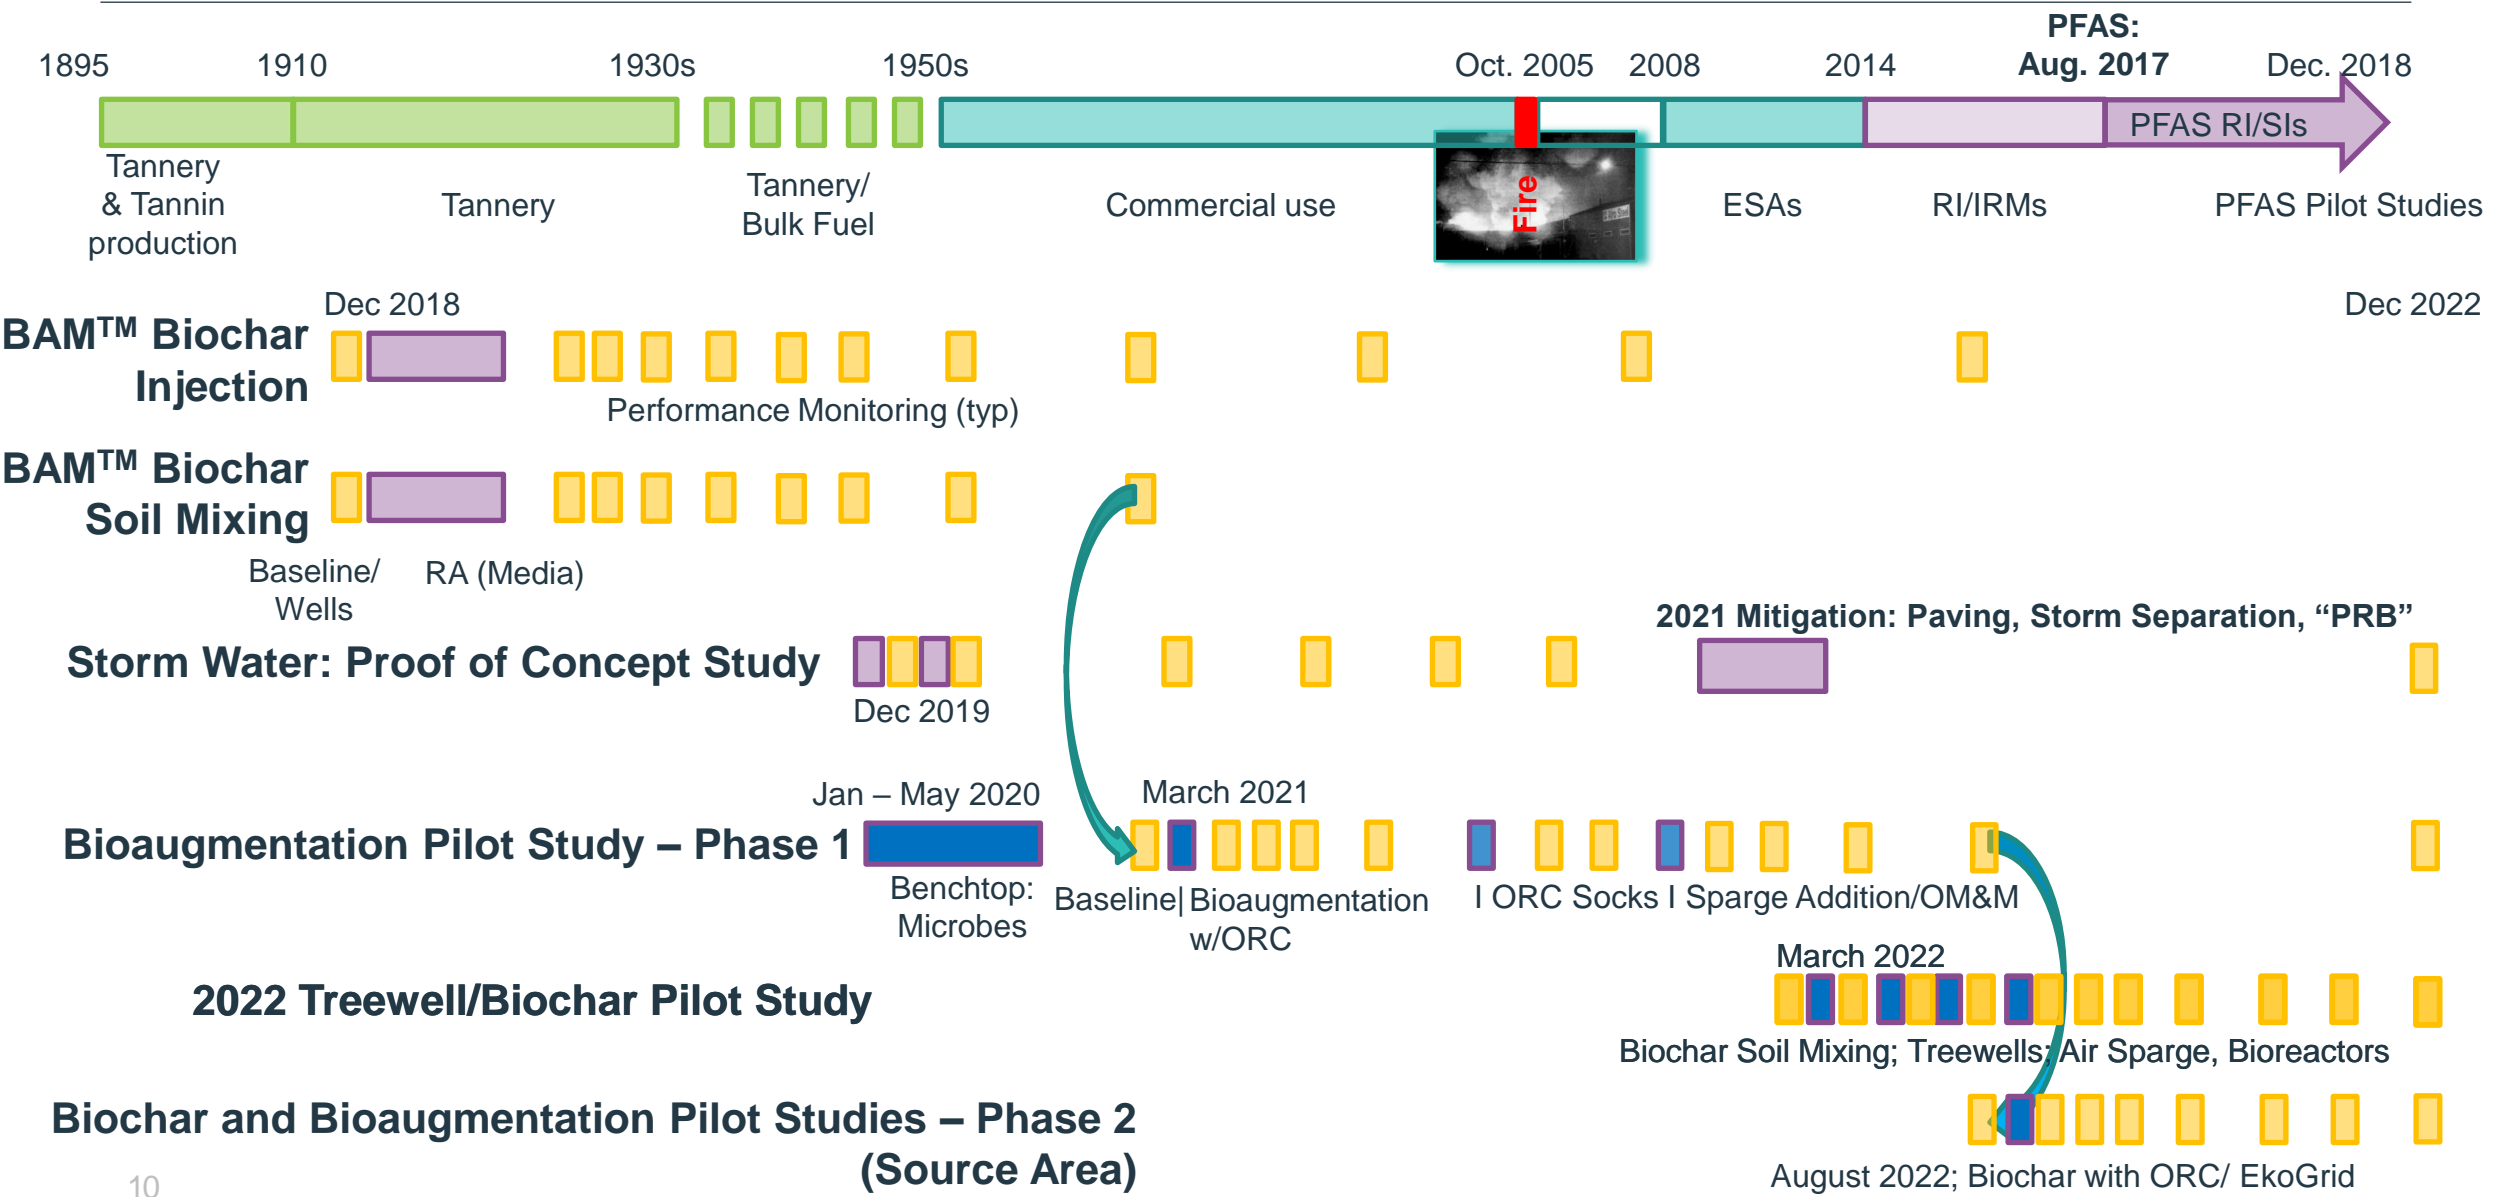 PFAS:
1895 1910 1930s 1950s Oct. 2005 2008 2014 Aug. 2017 Dec. 2018
PFAS RI/SIs
Tannery
& Tannin
production
Tannery
Tannery/
Bulk Fuel
Commercial use
Fire
ESAs
RI/IRMs
PFAS Pilot Studies
Dec 2018
Dec 2022
BAM™ Biochar
Injection
Performance Monitoring (typ)
BAM™ Biochar
Soil Mixing
Baseline/
Wells
RA (Media)
2021 Mitigation: Paving, Storm Separation, “PRB”
Storm Water: Proof of Concept Study
Dec 2019
Jan – May 2020
March 2021
Bioaugmentation Pilot Study – Phase 1
Benchtop:
Microbes
Baseline| Bioaugmentation
w/ORC
I ORC Socks I Sparge Addition/OM&M
March 2022
2022 Treewell/Biochar Pilot Study
Biochar Soil Mixing; Treewells; Air Sparge, Bioreactors
Biochar and Bioaugmentation Pilot Studies – Phase 2
(Source Area)
August 2022; Biochar with ORC/ EkoGrid
10